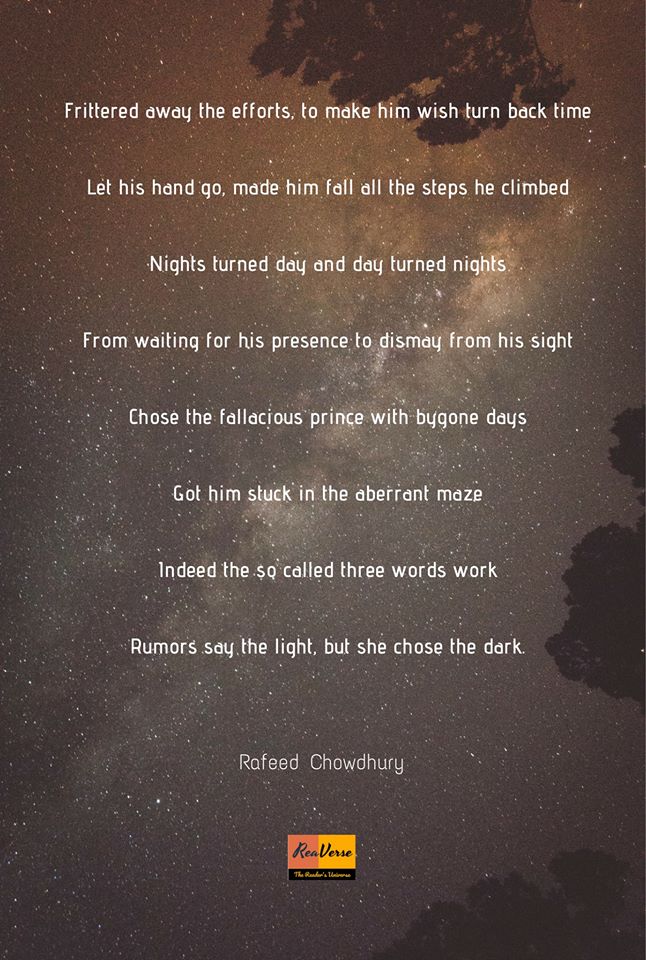 Frittered away the efforts, to make him wish turn back time
Let his hand go, made him fall all the steps he climbed
Nights turned day and day turned nights
From waiting for his presence to dismay from his sight
Chose the fallacious prince with bygone days
Got him stuck in the aberrant maze
Indeed the so called three words work
Rumors say the light, but she chose the dark.
Rafeed Chowdhury
ReaVerse
The Reader's Universe